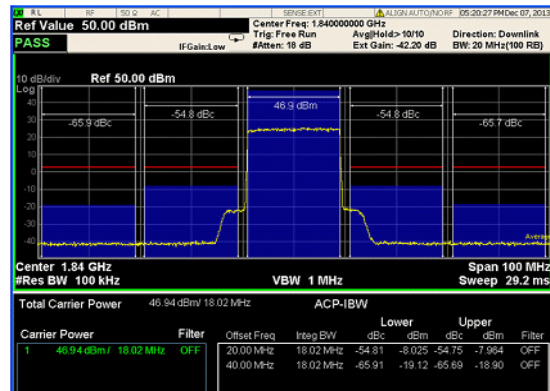 RL RF 50 Ω AC SENSE:EXT ALIGN AUTO/NO RF 05:20:27 PM Dec 07, 2013
Ref Value 50.00 dBm
Center Freq: 1.840000000 GHz
Trig: Free Run Avg|Hold>10/10 Direction: Downlink
PASS
IFGain:Low #Atten: 18 dB Ext Gain: -42.20 dB BW: 20 MHz(100 RB)
10 dB/div Ref 50.00 dBm
Log
40
30
20
10
0
-10
-20
-30
-40
-65.9 dBc -54.8 dBc 46.9 dBm -54.8 dBc -65.7 dBc
Average
Center 1.84 GHz Span 100 MHz
#Res BW 100 kHz VBW 1 MHz Sweep 29.2 ms
Total Carrier Power 46.94 dBm/ 18.02 MHz ACP-IBW
Lower Upper
Carrier Power Filter Offset Freq Integ BW dBc dBm dBc dBm Filter
1 46.94 dBm / 18.02 MHz OFF 20.00 MHz 18.02 MHz -54.81 -8.025 -54.75 -7.964 OFF
40.00 MHz 18.02 MHz -65.91 -19.12 -65.69 -18.90 OFF